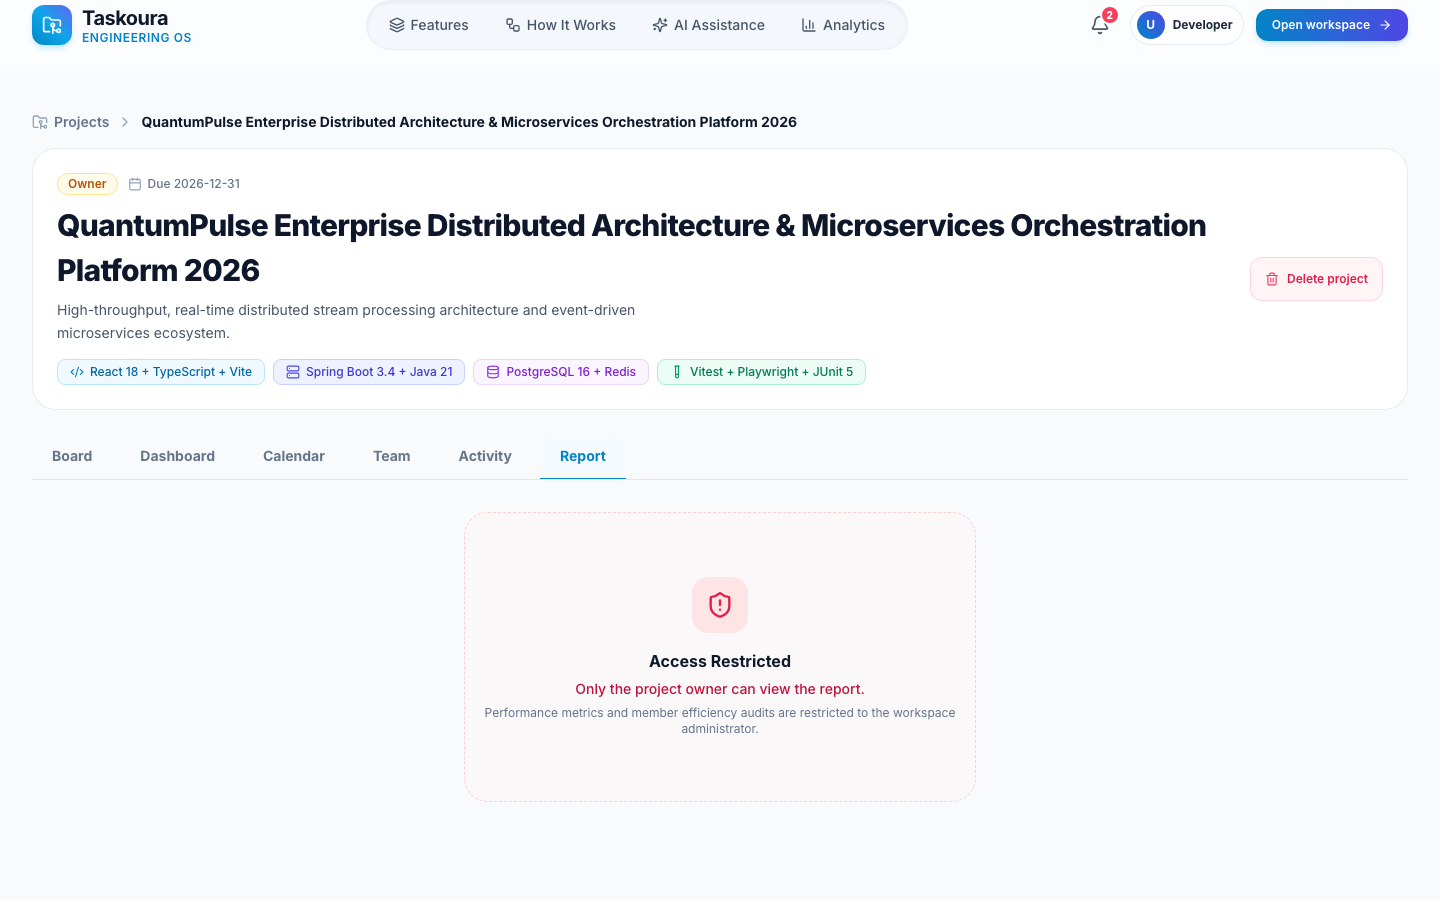 Taskoura
ENGINEERING OS
Features
How It Works
AI Assistance
Analytics
2
U
Developer
Open workspace
Projects
QuantumPulse Enterprise Distributed Architecture & Microservices Orchestration Platform 2026
Owner
Due 2026-12-31
QuantumPulse Enterprise Distributed Architecture & Microservices Orchestration
Platform 2026
Delete project
High-throughput, real-time distributed stream processing architecture and event-driven
microservices ecosystem.
React 18 + TypeScript + Vite
Spring Boot 3.4 + Java 21
PostgreSQL 16 + Redis
Vitest + Playwright + JUnit 5
Board
Dashboard
Calendar
Team
Activity
Report
Access Restricted
Only the project owner can view the report.
Performance metrics and member efficiency audits are restricted to the workspace
administrator.